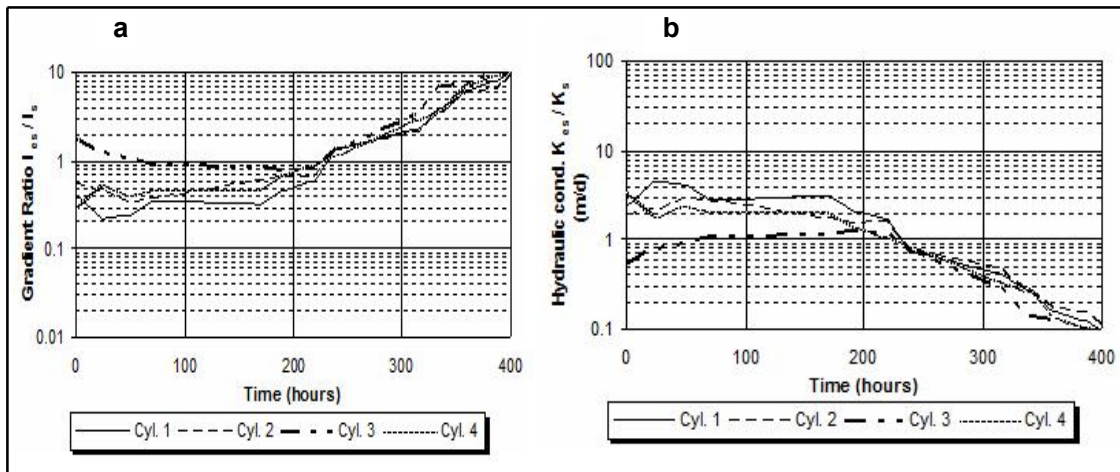 a
Gradient Ratio I es / I s
10
1
0.1
0.01
0 100 200 300 400
Time (hours)
Cyl. 1 Cyl. 2 Cyl. 3 Cyl. 4
b
Hydraulic cond. K es / K s
(m/d)
100
10
1
0.1
0 100 200 300 400
Time (hours)
Cyl. 1 Cyl. 2 Cyl. 3 Cyl. 4